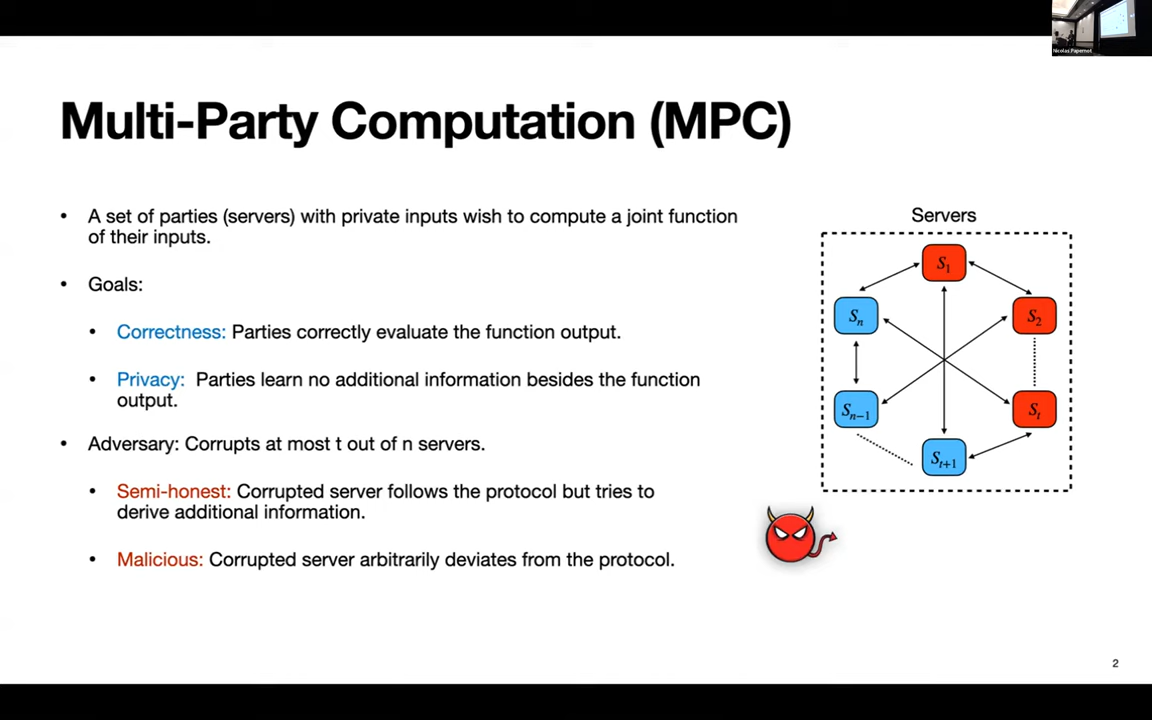 Nicolas Papernot
Multi-Party Computation (MPC)
• A set of parties (servers) with private inputs wish to compute a joint function
of their inputs.
• Goals:
• Correctness: Parties correctly evaluate the function output.
• Privacy: Parties learn no additional information besides the function
output.
• Adversary: Corrupts at most t out of n servers.
• Semi-honest: Corrupted server follows the protocol but tries to
derive additional information.
• Malicious: Corrupted server arbitrarily deviates from the protocol.
Servers
S1
Sn
S2
Sn−1
St
St+1
2